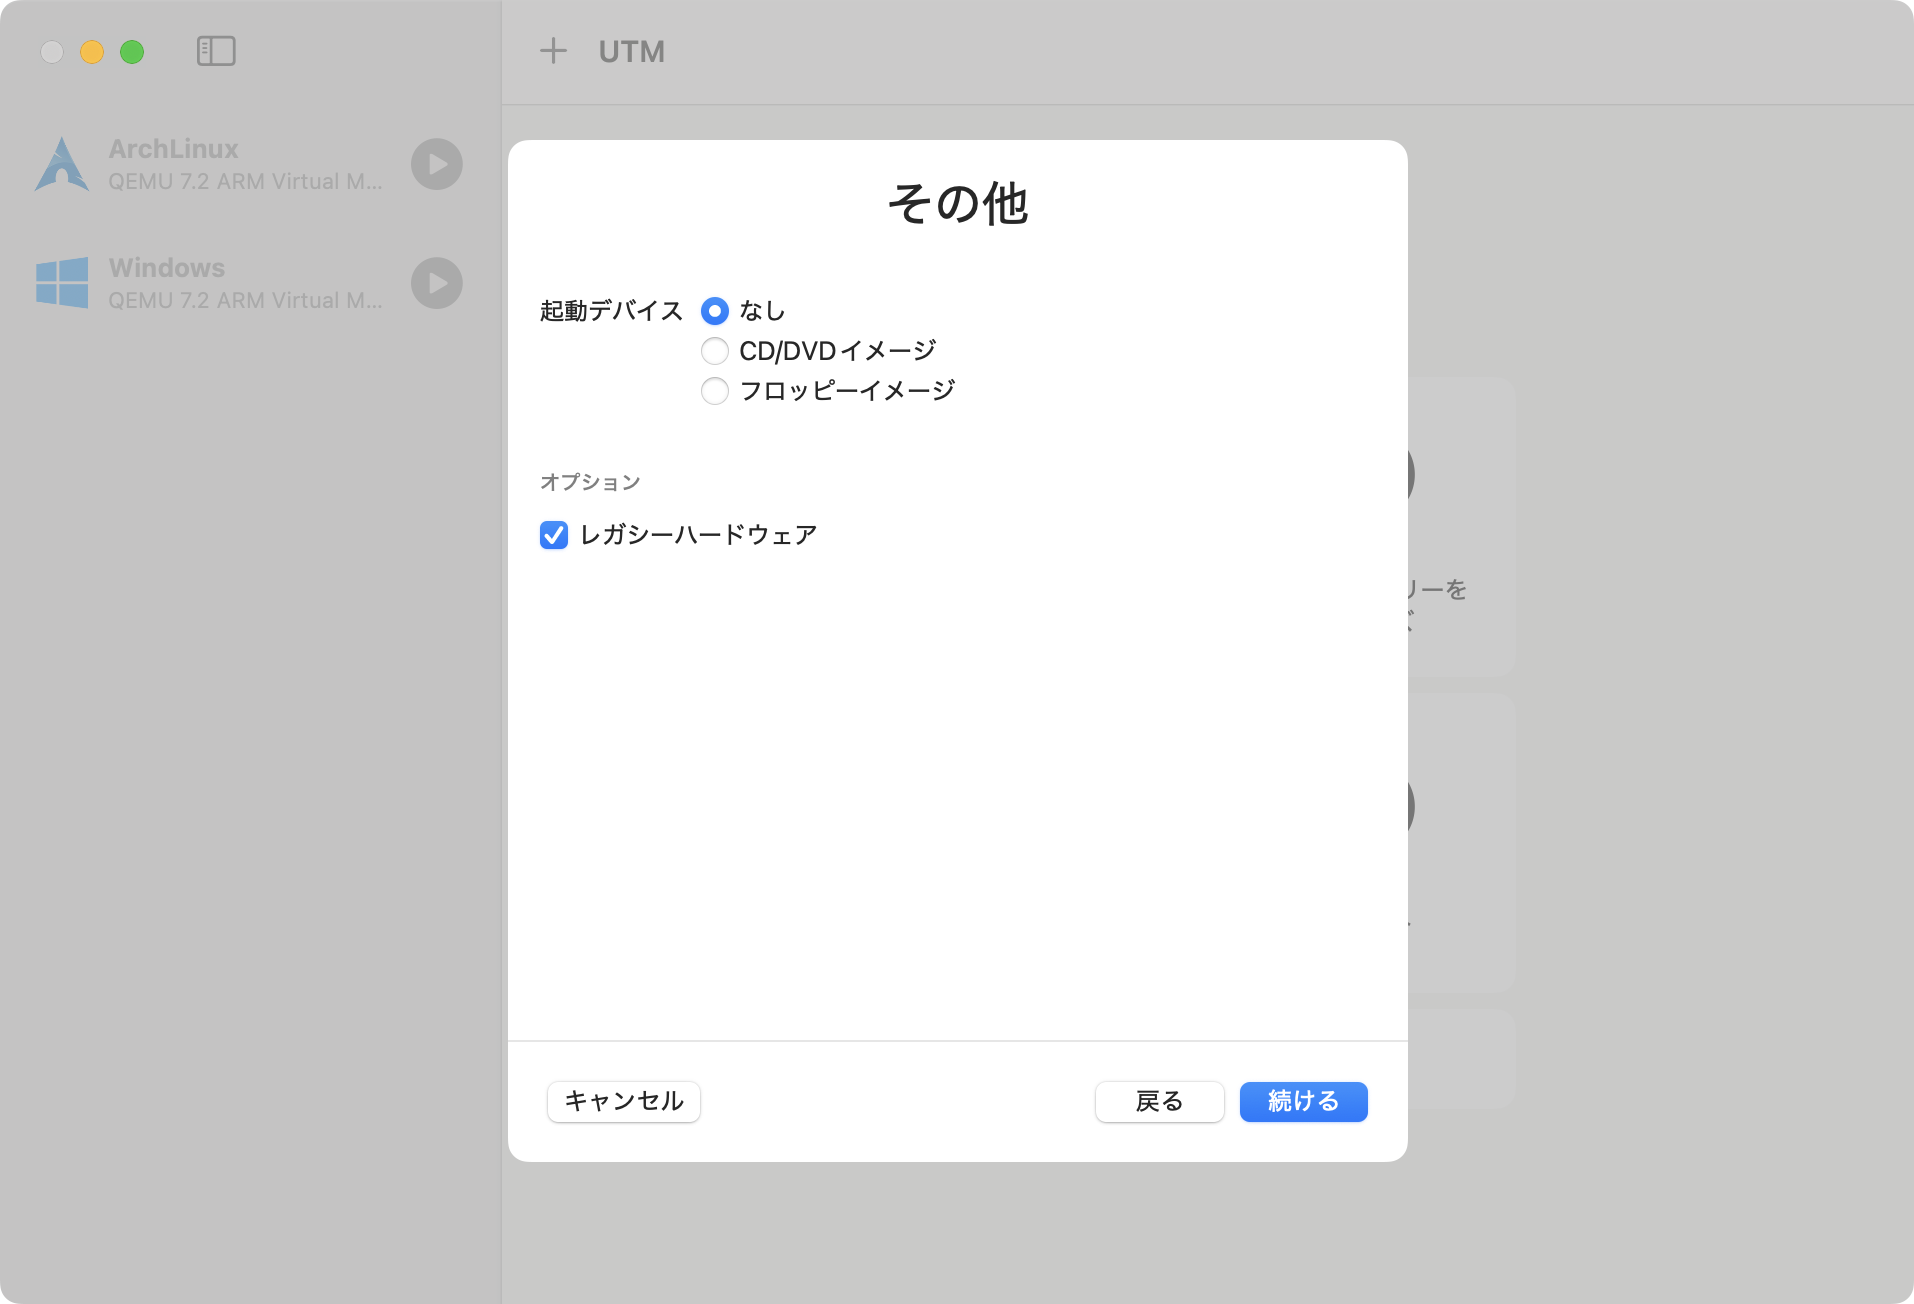 UTM
ArchLinux
QEMU 7.2 ARM Virtual M...
Windows
QEMU 7.2 ARM Virtual M...
その他
起動デバイス
なし
CD/DVDイメージ
フロッピーイメージ
オプション
レガシーハードウェア
リーを
キャンセル
戻る
続ける